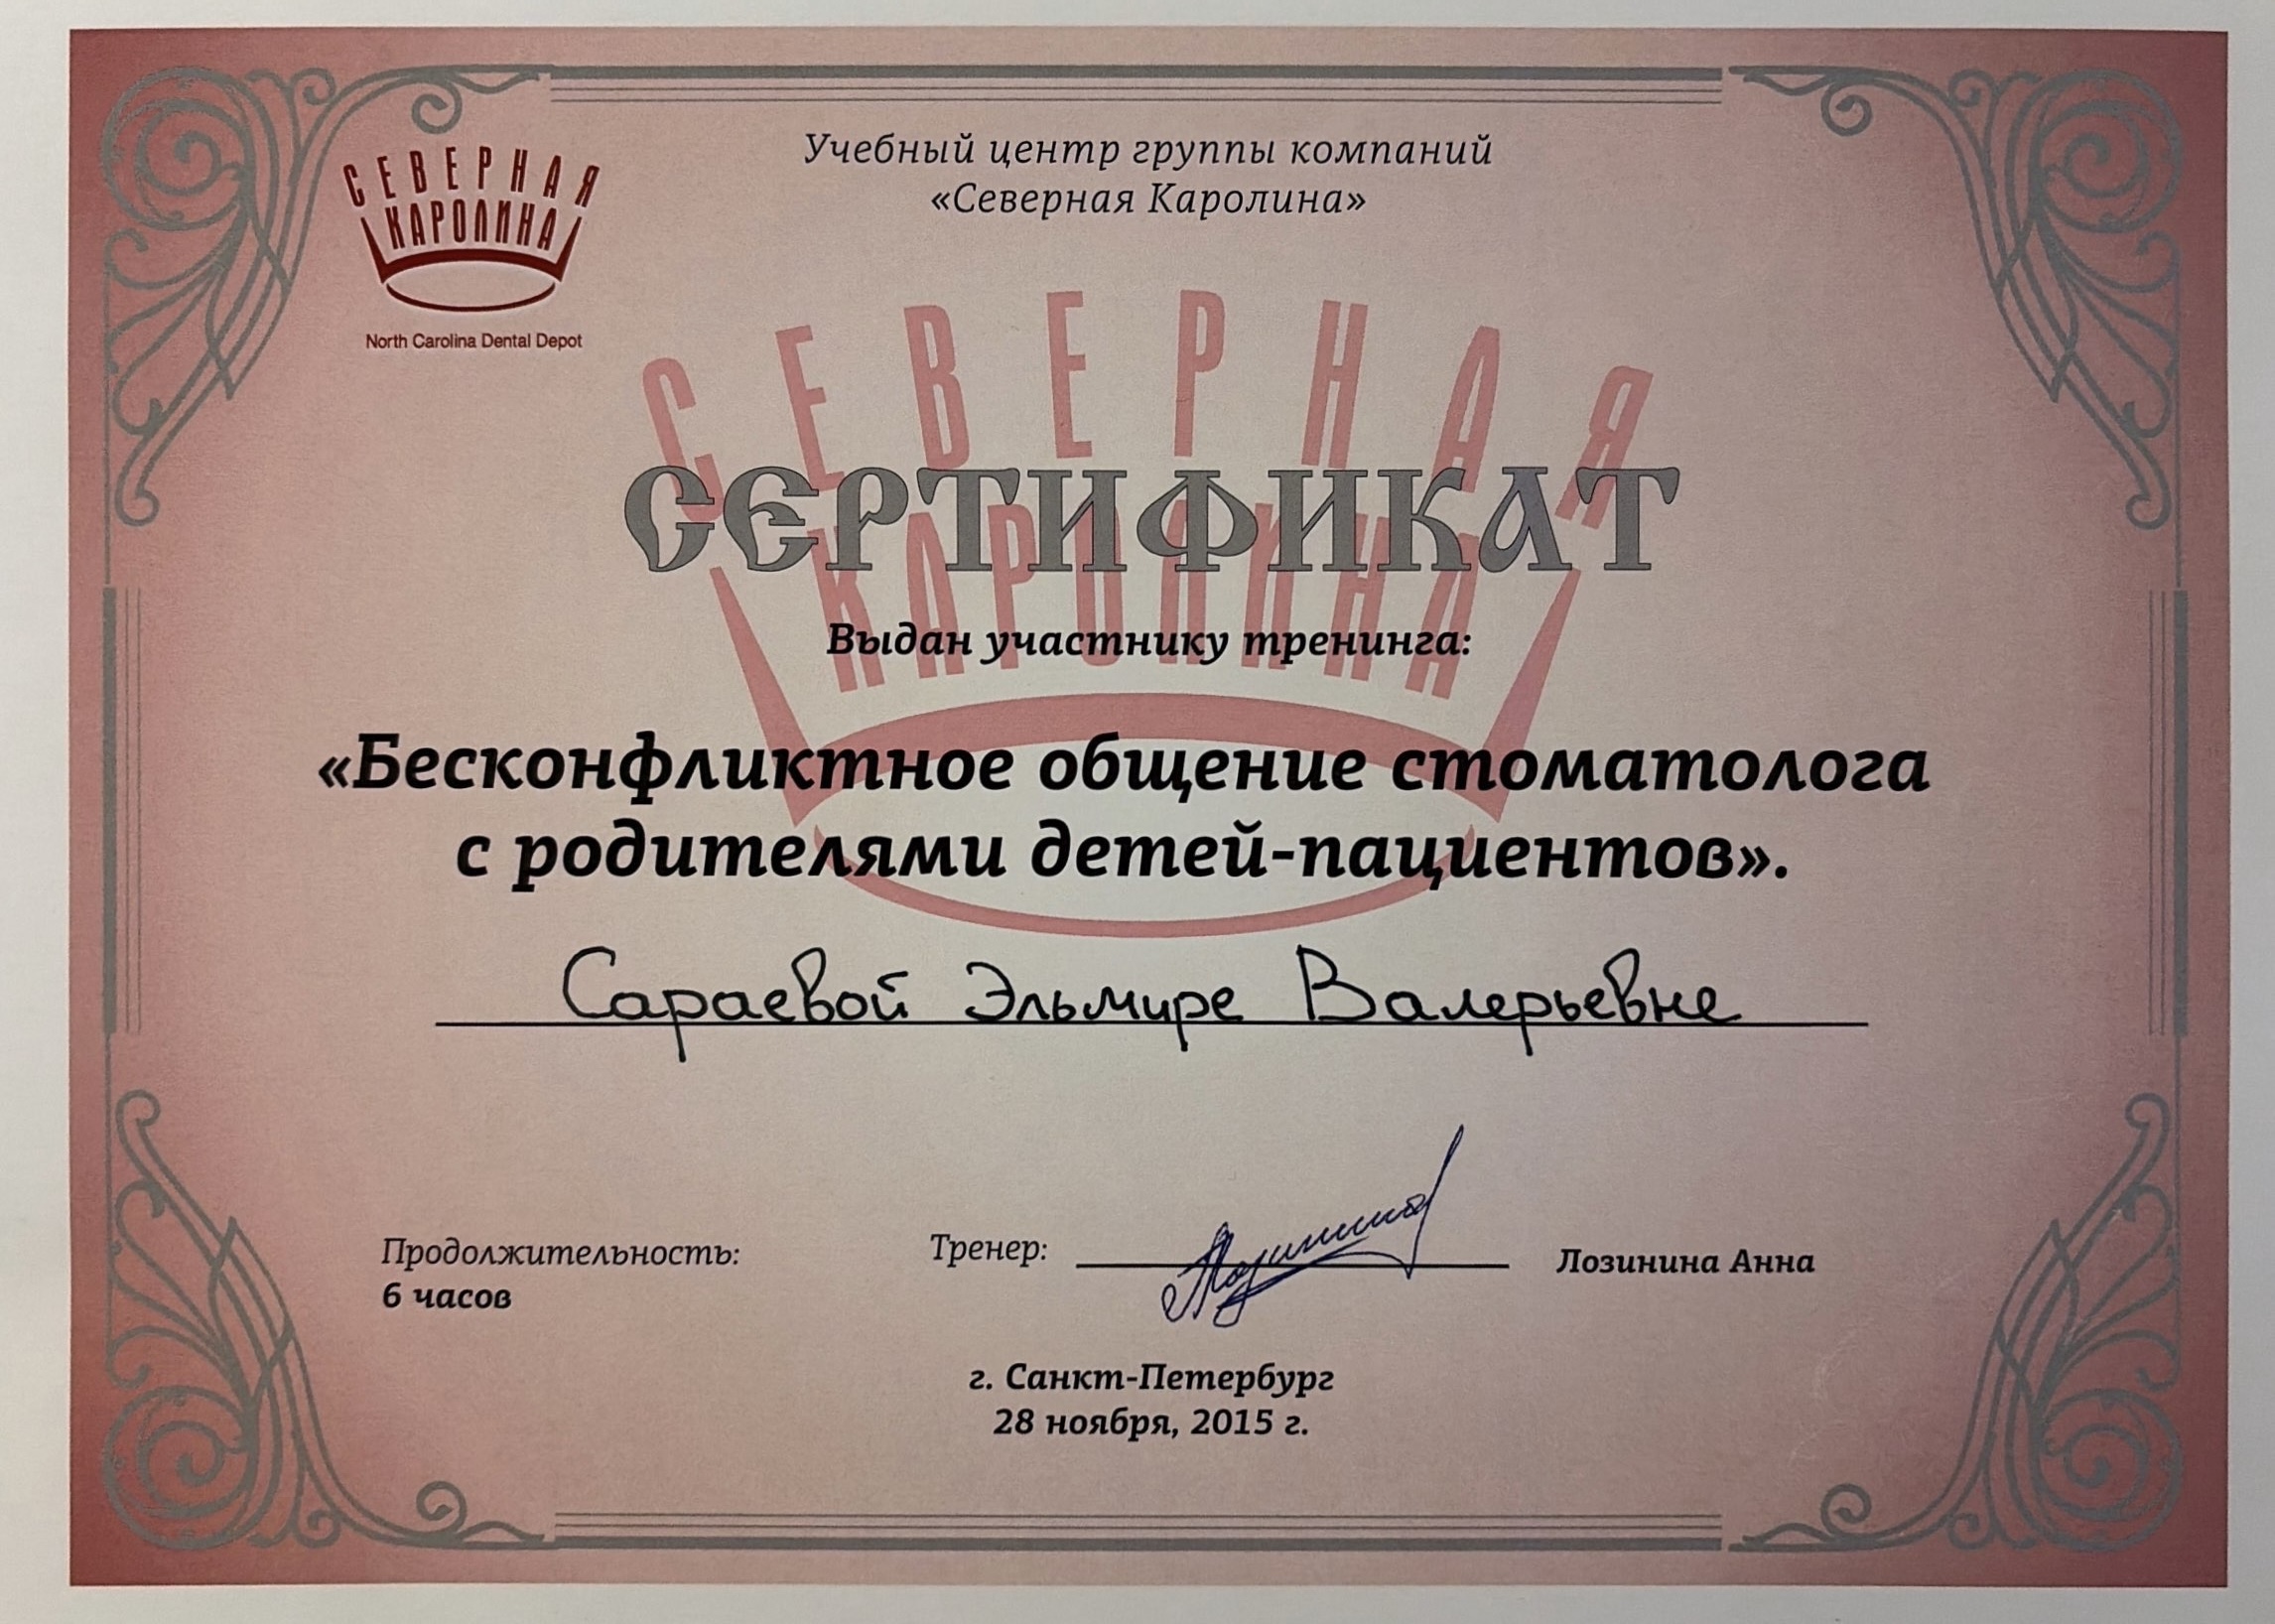 Учебный центр группы компаний
«Северная Каролина»
СЕВЕРНАЯ
КАРОЛИНА
North Carolina Dental Depot
СЕВЕРНАЯ
КАРОЛИНА
СЕРТИФИКАТ
Выдан участнику тренинга:
«Бесконфликтное общение стоматолога
с родителями детей-пациентов».
Сараевой Эльмире Валерьевне
Продолжительность:
6 часов
Тренер:
Лозинина Анна
г. Санкт-Петербург
28 ноября, 2015 г.